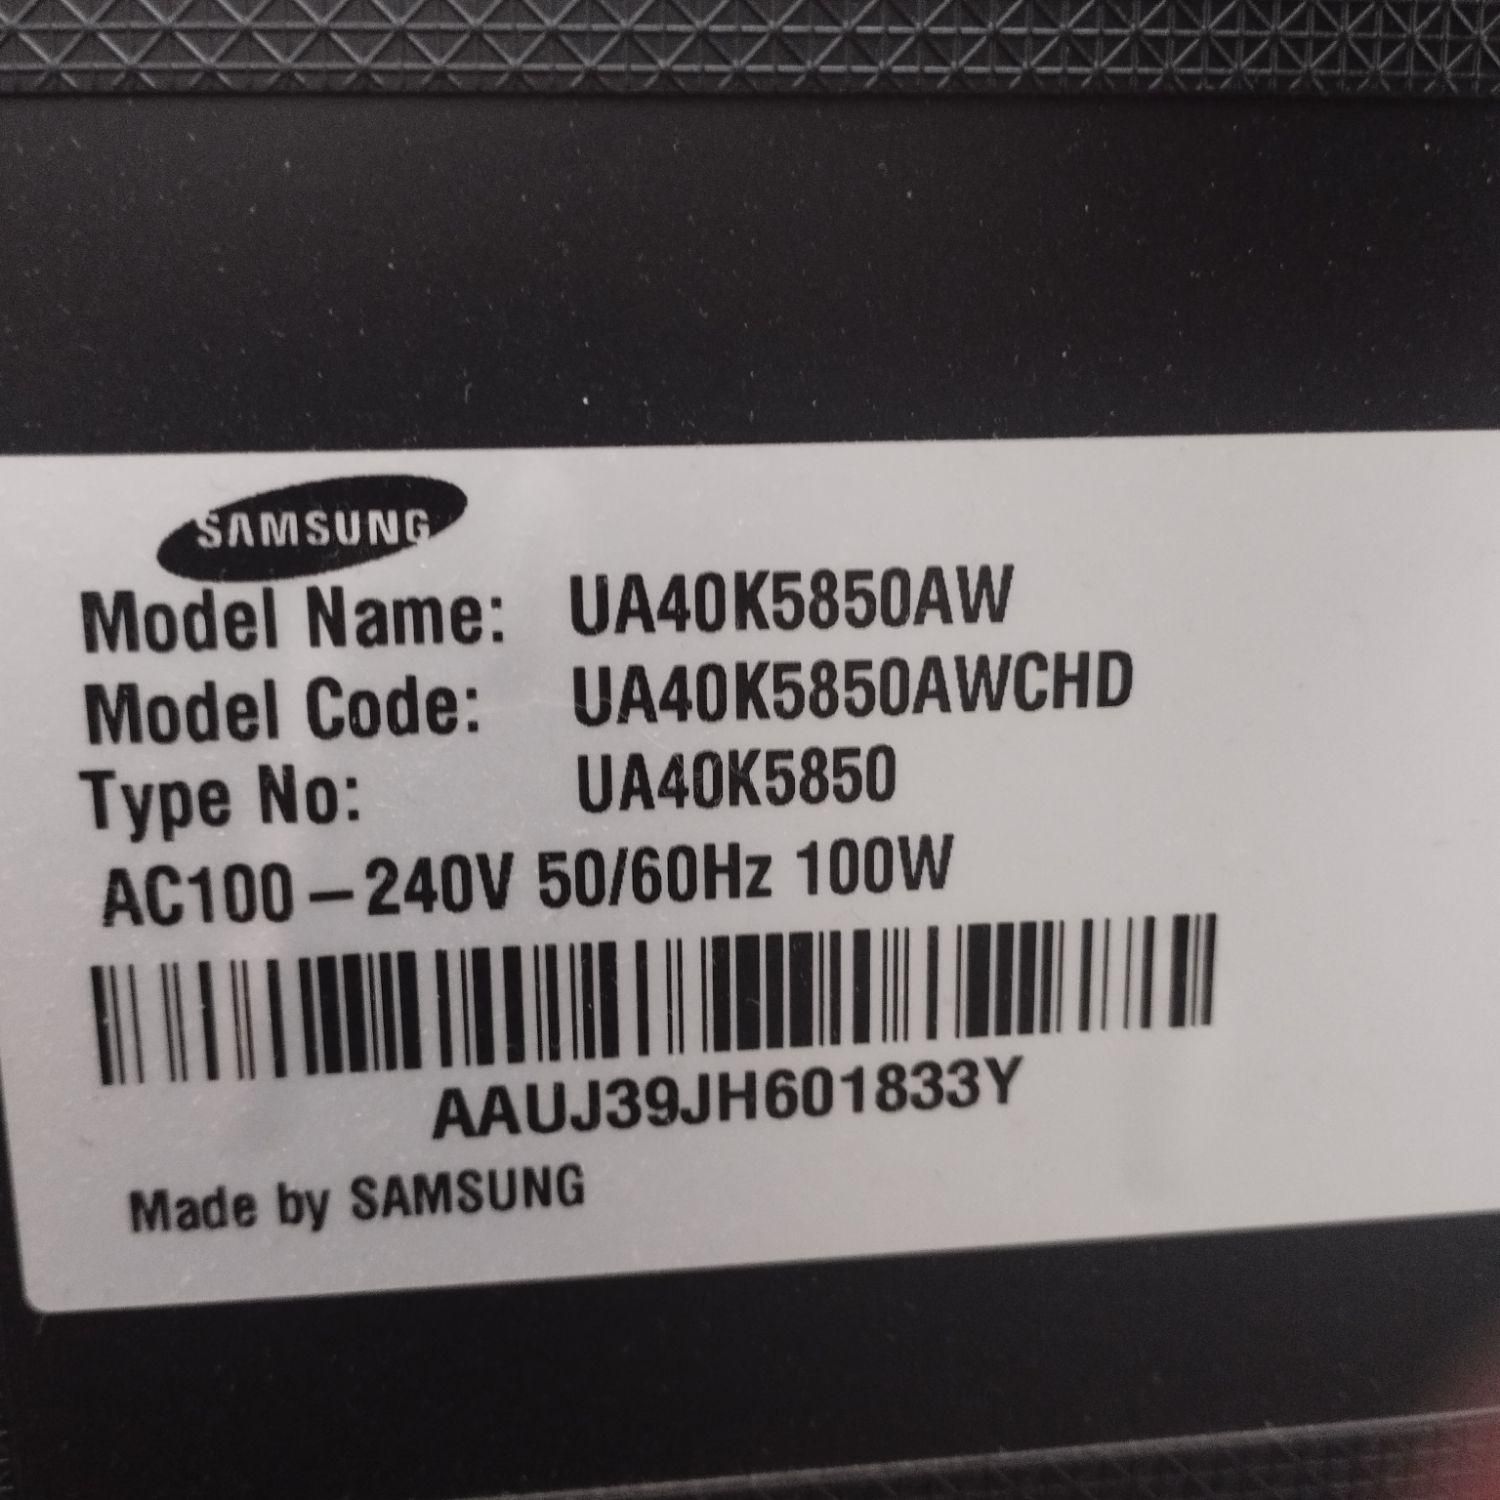 SAMSUNG
Model Name: UA40K5850AW
Model Code: UA40K5850AWCHD
Type No: UA40K5850
AC100–240V 50/60Hz 100W
AAUJ39JH601833Y
Made by SAMSUNG